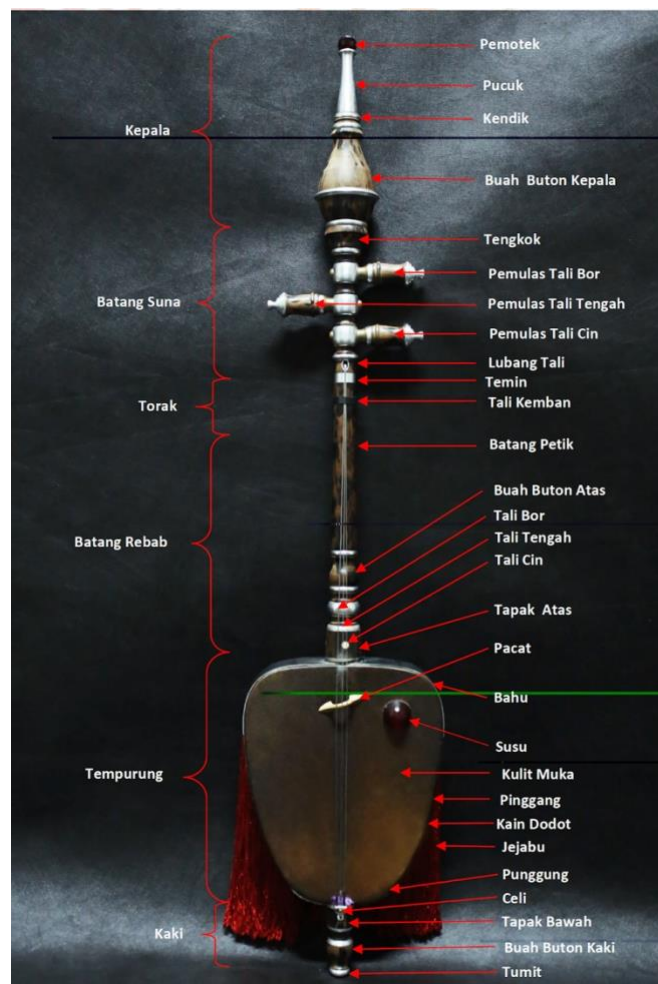 Pemotek
Pucuk
Kendik
Kepala
Buah Buton Kepala
Tengkok
Pemulas Tali Bor
Batang Suna
Pemulas Tali Tengah
Pemulas Tali Cin
Lubang Tali
Temin
Torak
Tali Kemban
Batang Petik
Buah Buton Atas
Tali Bor
Batang Rebab
Tali Tengah
Tali Cin
Tapak Atas
Pacat
Bahu
Susu
Tempurung
Kulit Muka
Pinggang
Kain Dodot
Jejabu
Punggung
Celi
Kaki
Tapak Bawah
Buah Buton Kaki
Tumit